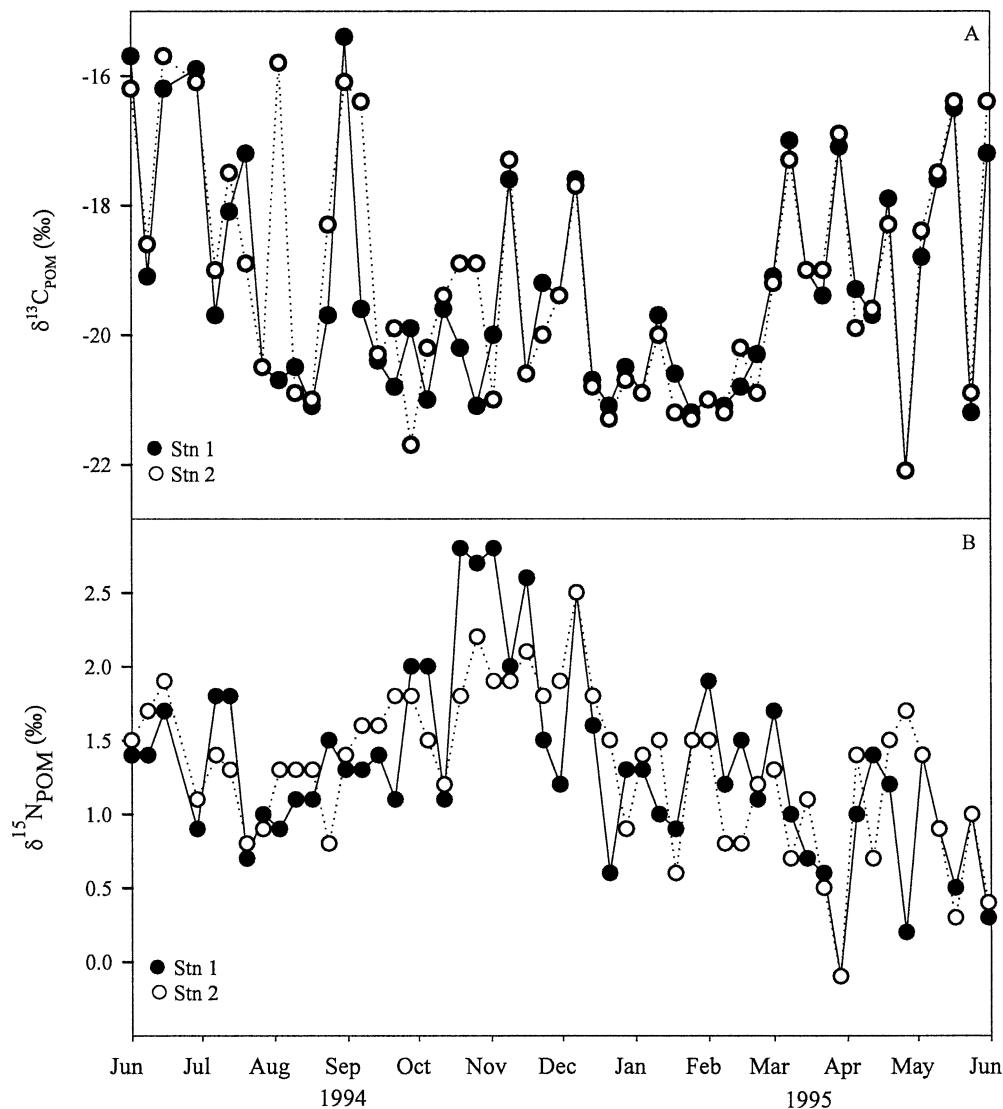 A
-16
-18
-20
-22
δ¹³C_POM (‰)
Stn 1
Stn 2
B
2.5
2.0
1.5
1.0
0.5
0.0
δ¹⁵N_POM (‰)
Stn 1
Stn 2
Jun Jul Aug Sep Oct Nov Dec Jan Feb Mar Apr May Jun
1994 1995